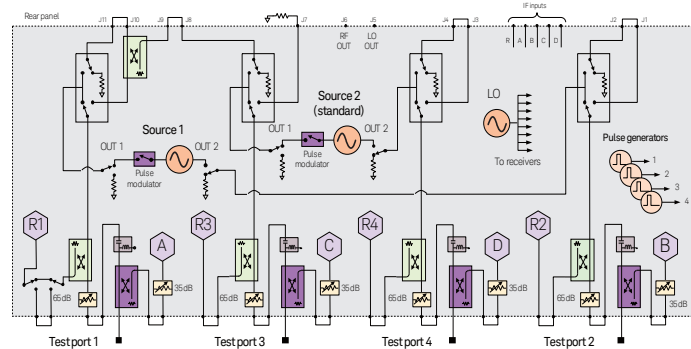 Rear panel
J11 J10 J9 J8 J7 J6 J5 J4 J3 IF inputs J2 J1
RF OUT
LO OUT
R A B C D
Source 1
OUT 1 OUT 2
Pulse modulator
Source 2
(standard)
OUT 1 OUT 2
Pulse modulator
LO
To receivers
Pulse generators
1
2
3
4
R1 A R3 C R4 D R2 B
65dB 35dB 65dB 35dB 65dB 35dB 65dB 35dB
Test port 1 Test port 3 Test port 4 Test port 2